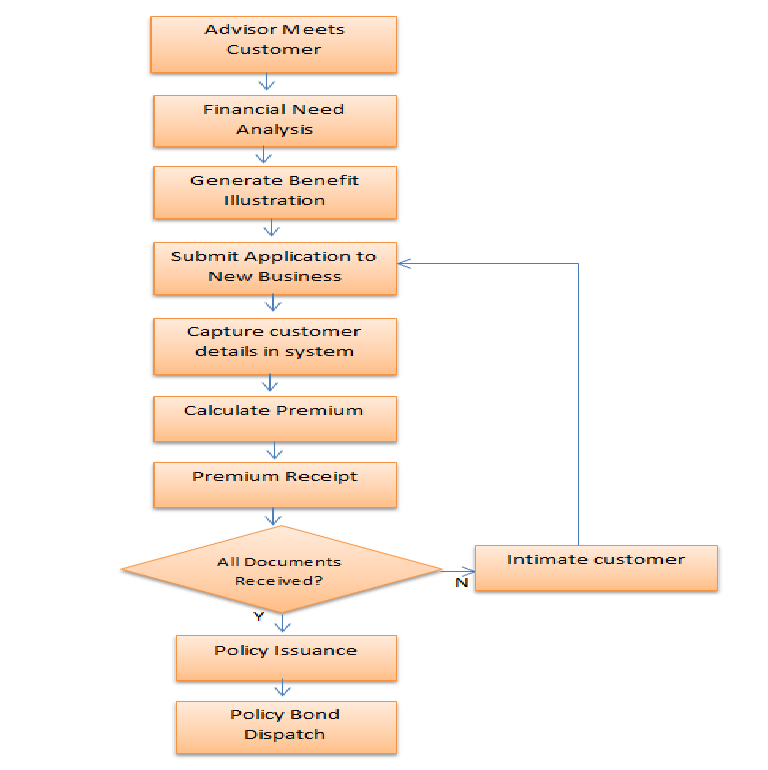 Advisor Meets
Customer
Financial Need
Analysis
Generate Benefit
Illustration
Submit Application to
New Business
Capture customer
details in system
Calculate Premium
Premium Receipt
All Documents
Received?
N
Intimate customer
Y
Policy Issuance
Policy Bond
Dispatch